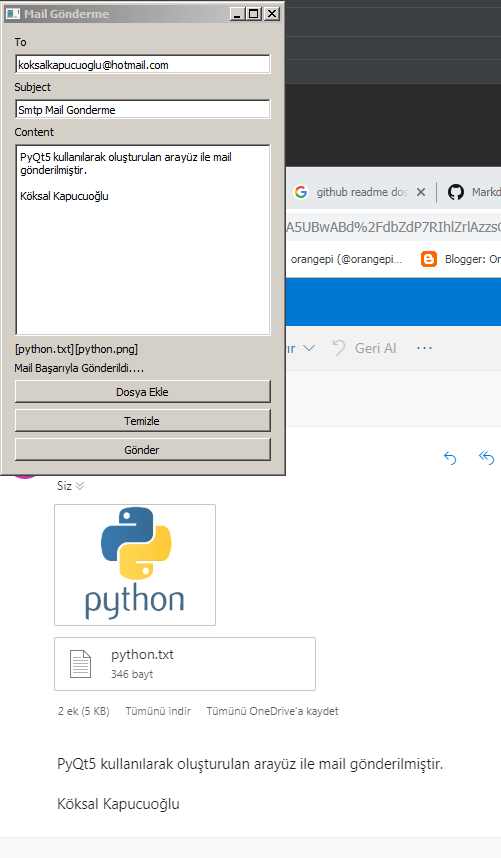 Mail Gönderme
To
koksalkapucuoglu@hotmail.com
Subject
Smtp Mail Gonderme
Content
PyQt5 kullanılarak oluşturulan arayüz ile mail
gönderilmiştir.
Köksal Kapucuoğlu
[python.txt][python.png]
Mail Başarıyla Gönderildi....
Dosya Ekle
Temizle
Gönder
github readme dos
Markd
A5UBwABd%2FdbZdP7RIhlZrlAzzs
orangepi (@orangepi...
Blogger: Or
ır
Geri Al
...
Siz
python
python.txt
346 bayt
2 ek (5 KB) Tümünü indir Tümünü OneDrive'a kaydet
PyQt5 kullanılarak oluşturulan arayüz ile mail gönderilmiştir.
Köksal Kapucuoğlu